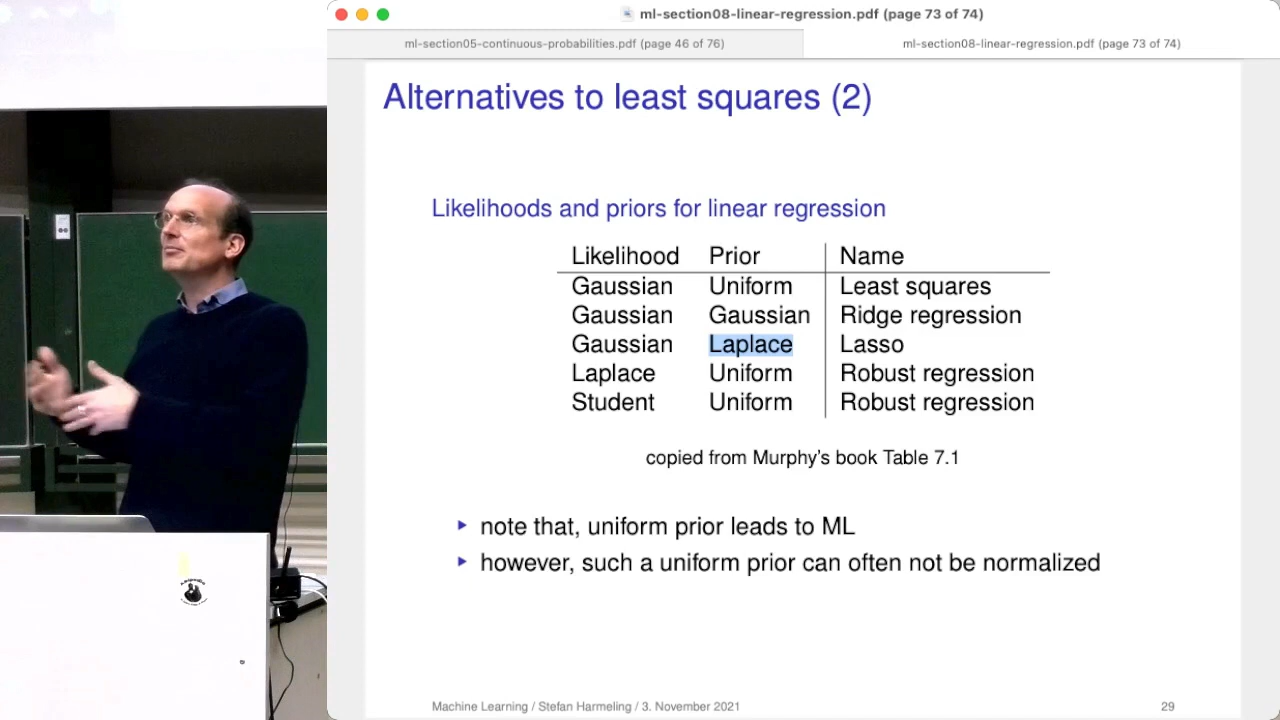 ml-section08-linear-regression.pdf (page 73 of 74)
ml-section05-continuous-probabilities.pdf (page 46 of 76)
ml-section08-linear-regression.pdf (page 73 of 74)
Alternatives to least squares (2)
Likelihoods and priors for linear regression
Likelihood Prior Name
Gaussian Uniform Least squares
Gaussian Gaussian Ridge regression
Gaussian Laplace Lasso
Laplace Uniform Robust regression
Student Uniform Robust regression
copied from Murphy's book Table 7.1
▸ note that, uniform prior leads to ML
▸ however, such a uniform prior can often not be normalized
Machine Learning / Stefan Harmeling / 3. November 2021
29